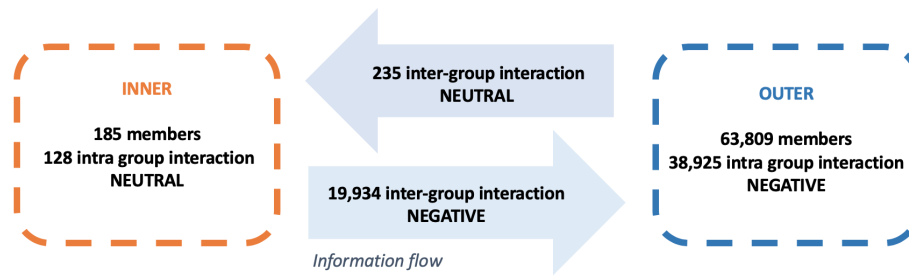 INNER
185 members
128 intra group interaction
NEUTRAL
235 inter-group interaction
NEUTRAL
19,934 inter-group interaction
NEGATIVE
Information flow
OUTER
63,809 members
38,925 intra group interaction
NEGATIVE